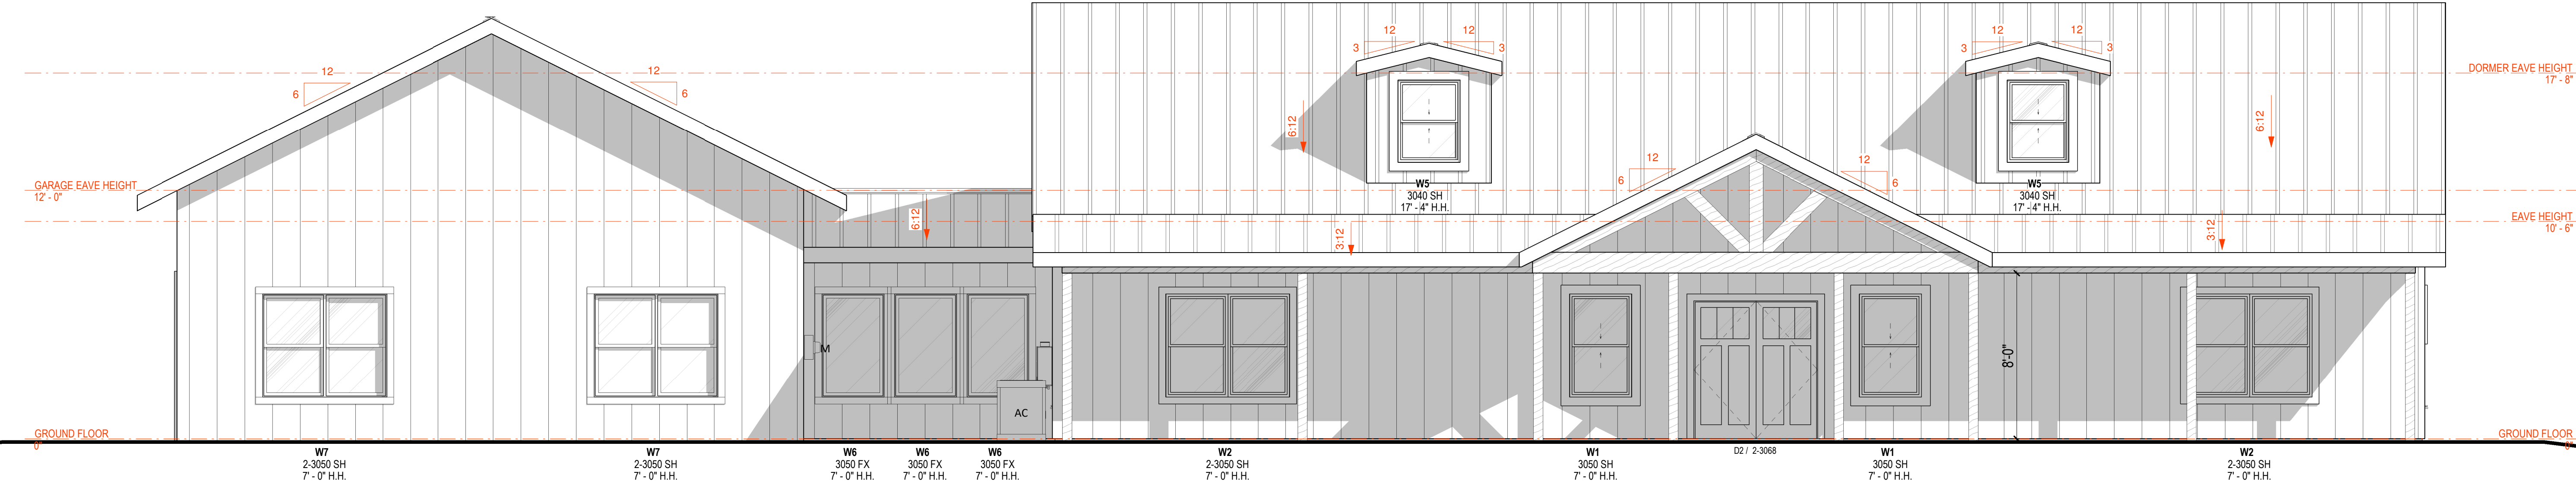 12
12
3
3
12
12
3
3
12
12
6
6
DORMER EAVE HEIGHT
17' - 8"
6:12
6:12
12
12
6
6
GARAGE EAVE HEIGHT
12' - 0"
W5
3040 SH
17' - 4" H.H.
W5
3040 SH
17' - 4" H.H.
6:12
3:12
3:12
EAVE HEIGHT
10' - 6"
M
AC
8'-0"
GROUND FLOOR
0"
GROUND FLOOR
0"
W7
2-3050 SH
7' - 0" H.H.
W7
2-3050 SH
7' - 0" H.H.
W6
3050 FX
7' - 0" H.H.
W6
3050 FX
7' - 0" H.H.
W6
3050 FX
7' - 0" H.H.
W2
2-3050 SH
7' - 0" H.H.
W1
3050 SH
7' - 0" H.H.
D2 / 2-3068
W1
3050 SH
7' - 0" H.H.
W2
2-3050 SH
7' - 0" H.H.